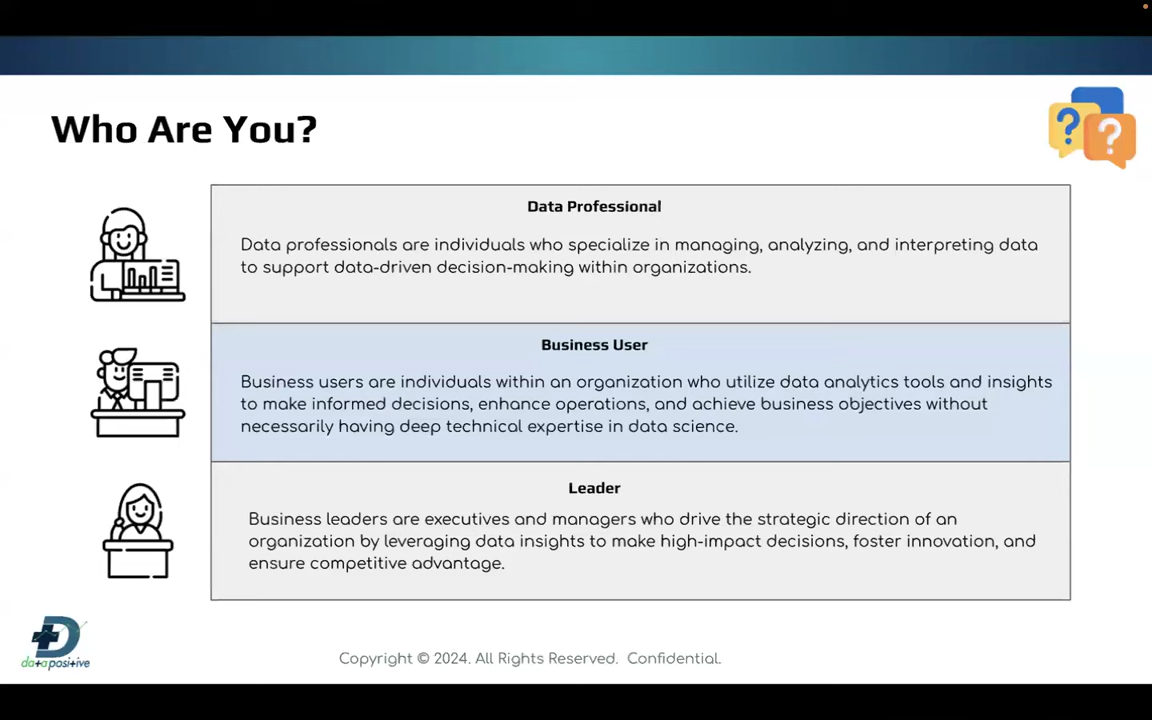 Who Are You?
? ?
Data Professional
Data professionals are individuals who specialize in managing, analyzing, and interpreting data
to support data-driven decision-making within organizations.
Business User
Business users are individuals within an organization who utilize data analytics tools and insights
to make informed decisions, enhance operations, and achieve business objectives without
necessarily having deep technical expertise in data science.
Leader
Business leaders are executives and managers who drive the strategic direction of an
organization by leveraging data insights to make high-impact decisions, foster innovation, and
ensure competitive advantage.
D
data positive
Copyright © 2024. All Rights Reserved. Confidential.